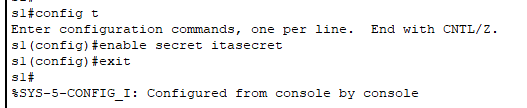 s1#config t
Enter configuration commands, one per line.  End with CNTL/Z.
s1(config)#enable secret itasecret
s1(config)#exit
s1#
%SYS-5-CONFIG_I: Configured from console by console